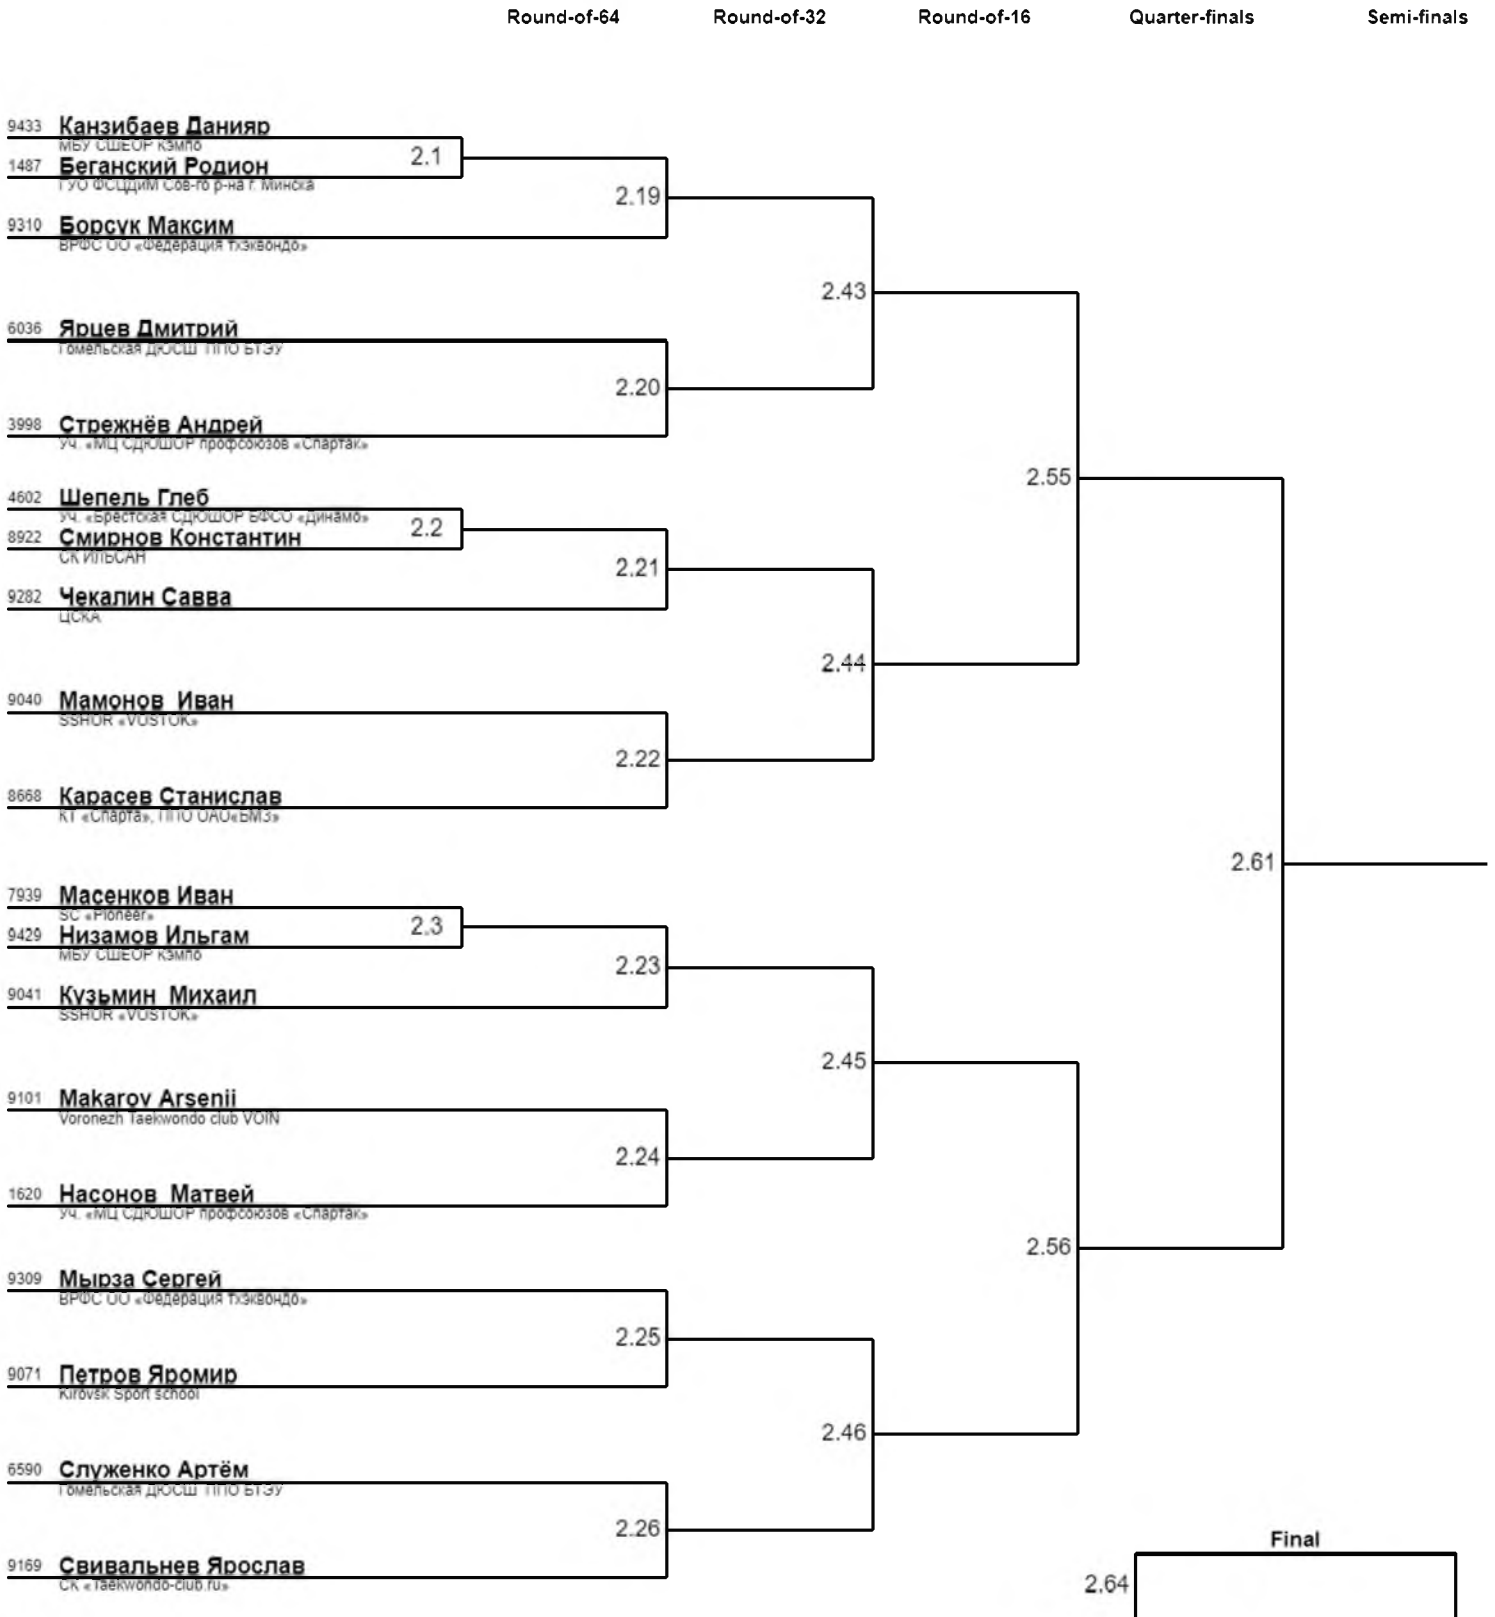 Round-of-64 Round-of-32 Round-of-16 Quarter-finals Semi-finals
9433 Канзибаев Данияр
МБУ СШЕОР Кэмпо
2.1
1487 Беганский Родион
ГУО ФСЦДиМ Сов-го р-на г. Минска
2.19
9310 Борсук Максим
ВРФС ОО «Федерация тхэквондо»
2.43
6036 Ярцев Дмитрий
Гомельская ДЮСШ ППО БТЭУ
2.20
3998 Стрежнёв Андрей
Уч. «МЦ СДЮШОР профсоюзов «Спартак»
2.55
4602 Шепель Глеб
Уч. «Брестская СДЮШОР БФСО «Динамо»
2.2
8922 Смирнов Константин
СК ИЛЬСАН
2.21
9282 Чекалин Савва
ЦСКА
2.44
9040 Мамонов Иван
SSHOR «VOSTOK»
2.22
8668 Карасев Станислав
КТ «Спарта», ППО ОАО«БМЗ»
2.61
7939 Масенков Иван
SC «Pioneer»
2.3
9429 Низамов Ильгам
МБУ СШЕОР Кэмпо
2.23
9041 Кузьмин Михаил
SSHOR «VOSTOK»
2.45
9101 Makarov Arsenii
Voronezh Taekwondo club VOIN
2.24
1620 Насонов Матвей
Уч. «МЦ СДЮШОР профсоюзов «Спартак»
2.56
9309 Мырза Сергей
ВРФС ОО «Федерация тхэквондо»
2.25
9071 Петров Яромир
Kirovsk Sport school
2.46
6590 Служенко Артём
Гомельская ДЮСШ ППО БТЭУ
2.26
Final
9169 Свивальнев Ярослав
СК «Taekwondo-club.ru»
2.64